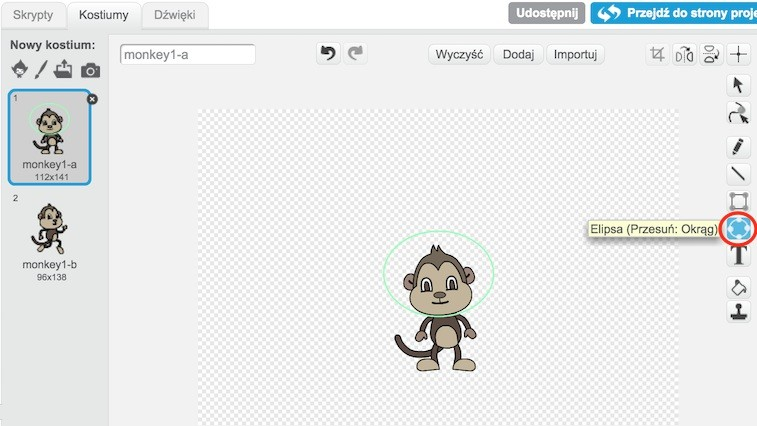 Skrypty
Kostiumy
Dźwięki
Udostępnij
Przejdź do strony proje
Nowy kostium:
monkey1-a
Wyczyść
Dodaj
Importuj
1
monkey1-a
112x141
2
monkey1-b
96x138
Elipsa (Przesuń: Okrąg)
T